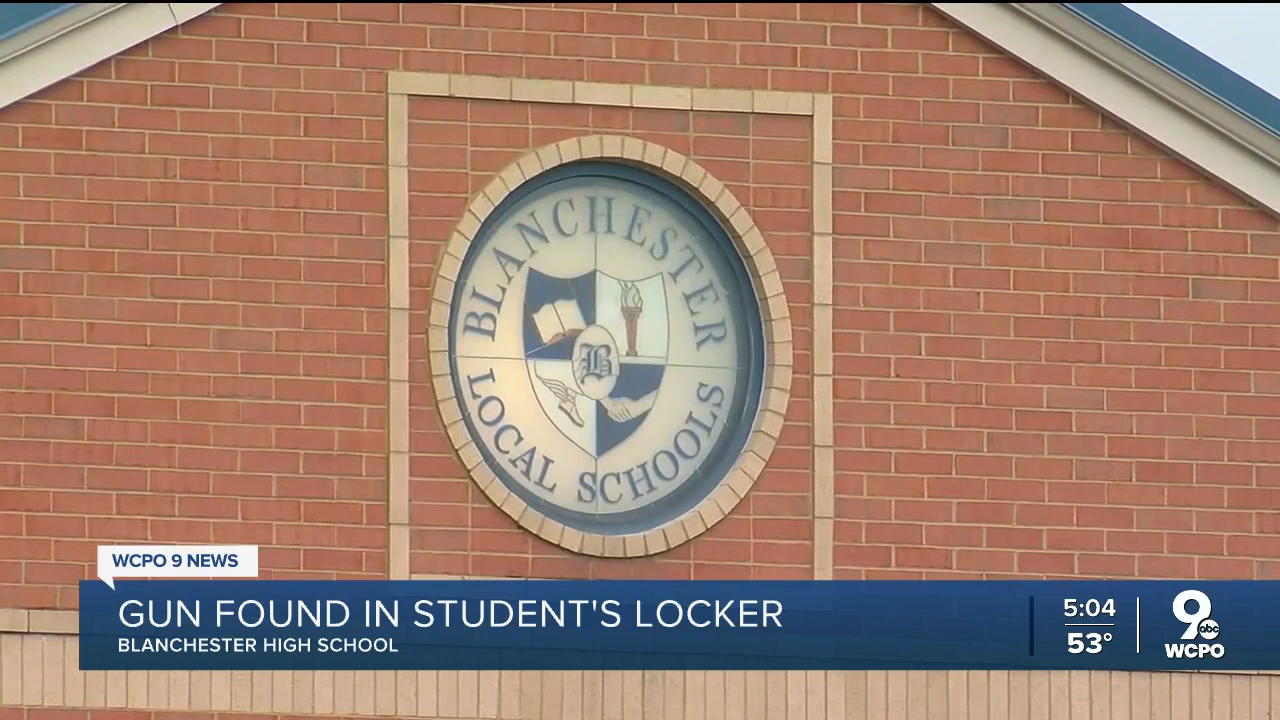 BLANCHESTER
B
LOCAL SCHOOLS
WCPO 9 NEWS
GUN FOUND IN STUDENT'S LOCKER
BLANCHESTER HIGH SCHOOL
5:04
53°
9
abc
WCPO